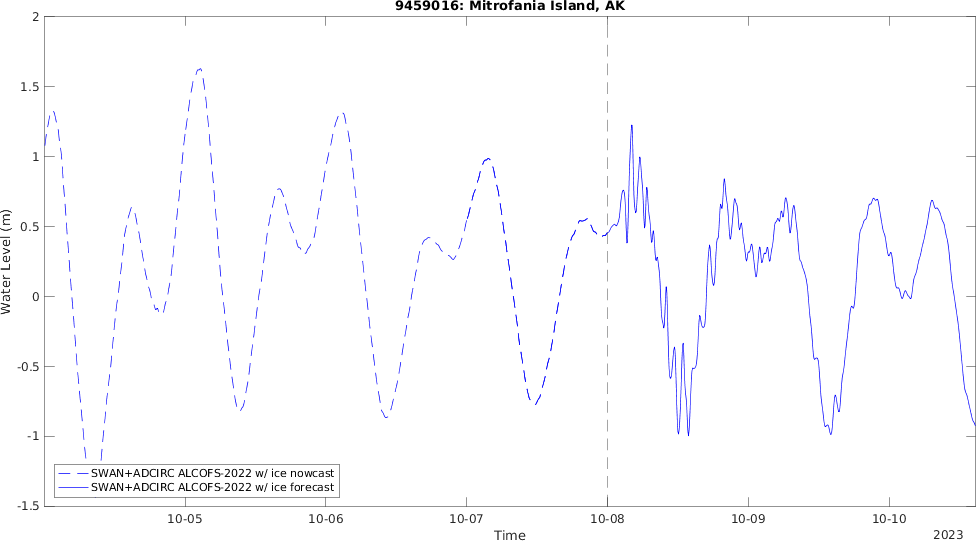 9459016: Mitrofania Island, AK
Water Level (m)
2
1.5
1
0.5
0
-0.5
-1
-1.5
SWAN+ADCIRC ALCOFS-2022 w/ ice nowcast
SWAN+ADCIRC ALCOFS-2022 w/ ice forecast
10-05 10-06 10-07 10-08 10-09 10-10
Time
2023